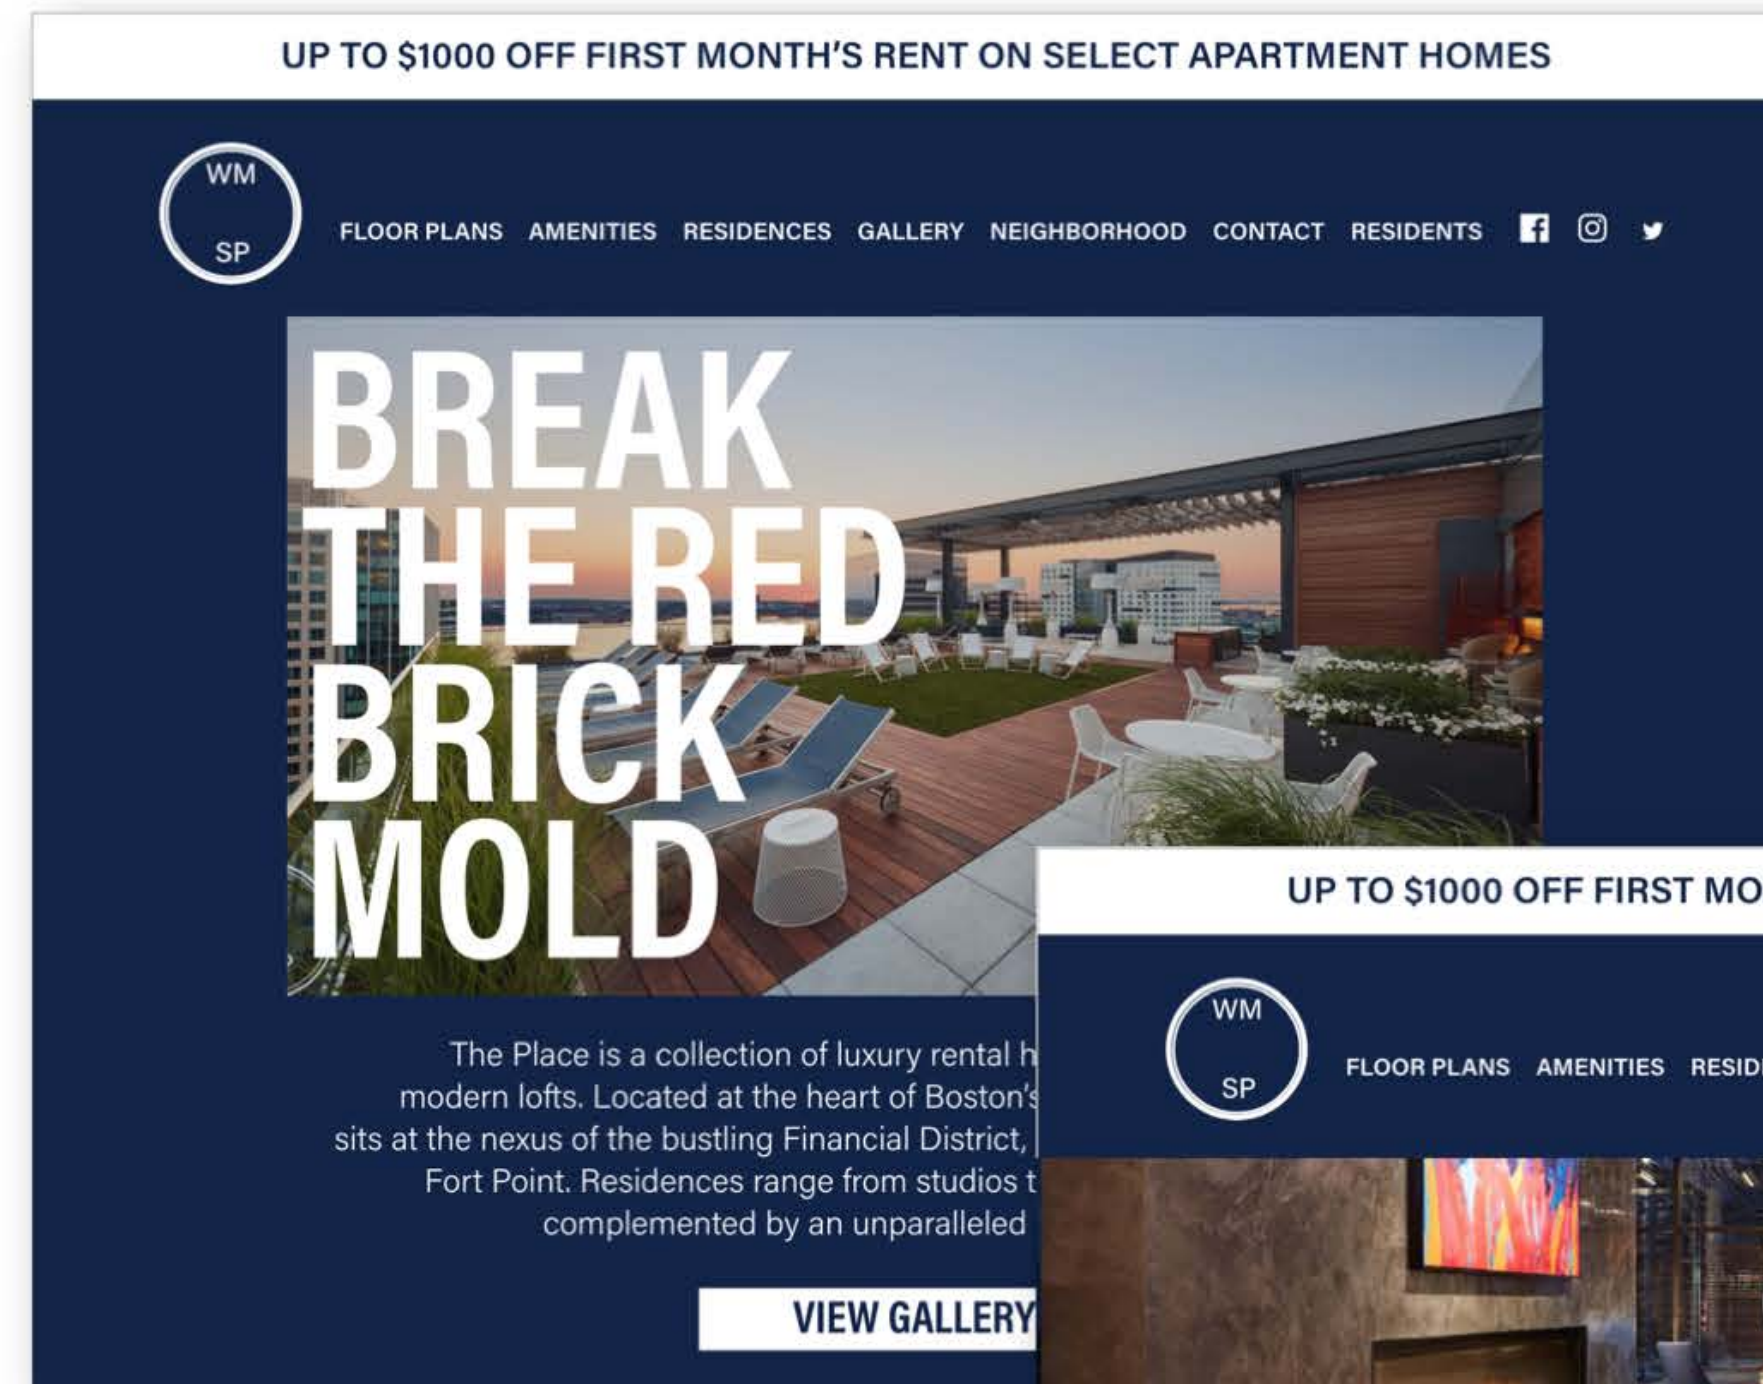 UP TO $1000 OFF FIRST MONTH'S RENT ON SELECT APARTMENT HOMES
WM
SP
FLOOR PLANS AMENITIES RESIDENCES GALLERY NEIGHBORHOOD CONTACT RESIDENTS
BREAK
THE RED
BRICK
MOLD
The Place is a collection of luxury rental
modern lofts. Located at the heart of Boston's
sits at the nexus of the bustling Financial District,
Fort Point. Residences range from studios
complemented by an unparalleled
VIEW GALLERY
UP TO $1000 OFF FIRST MO
WM
SP
FLOOR PLANS AMENITIES RESID